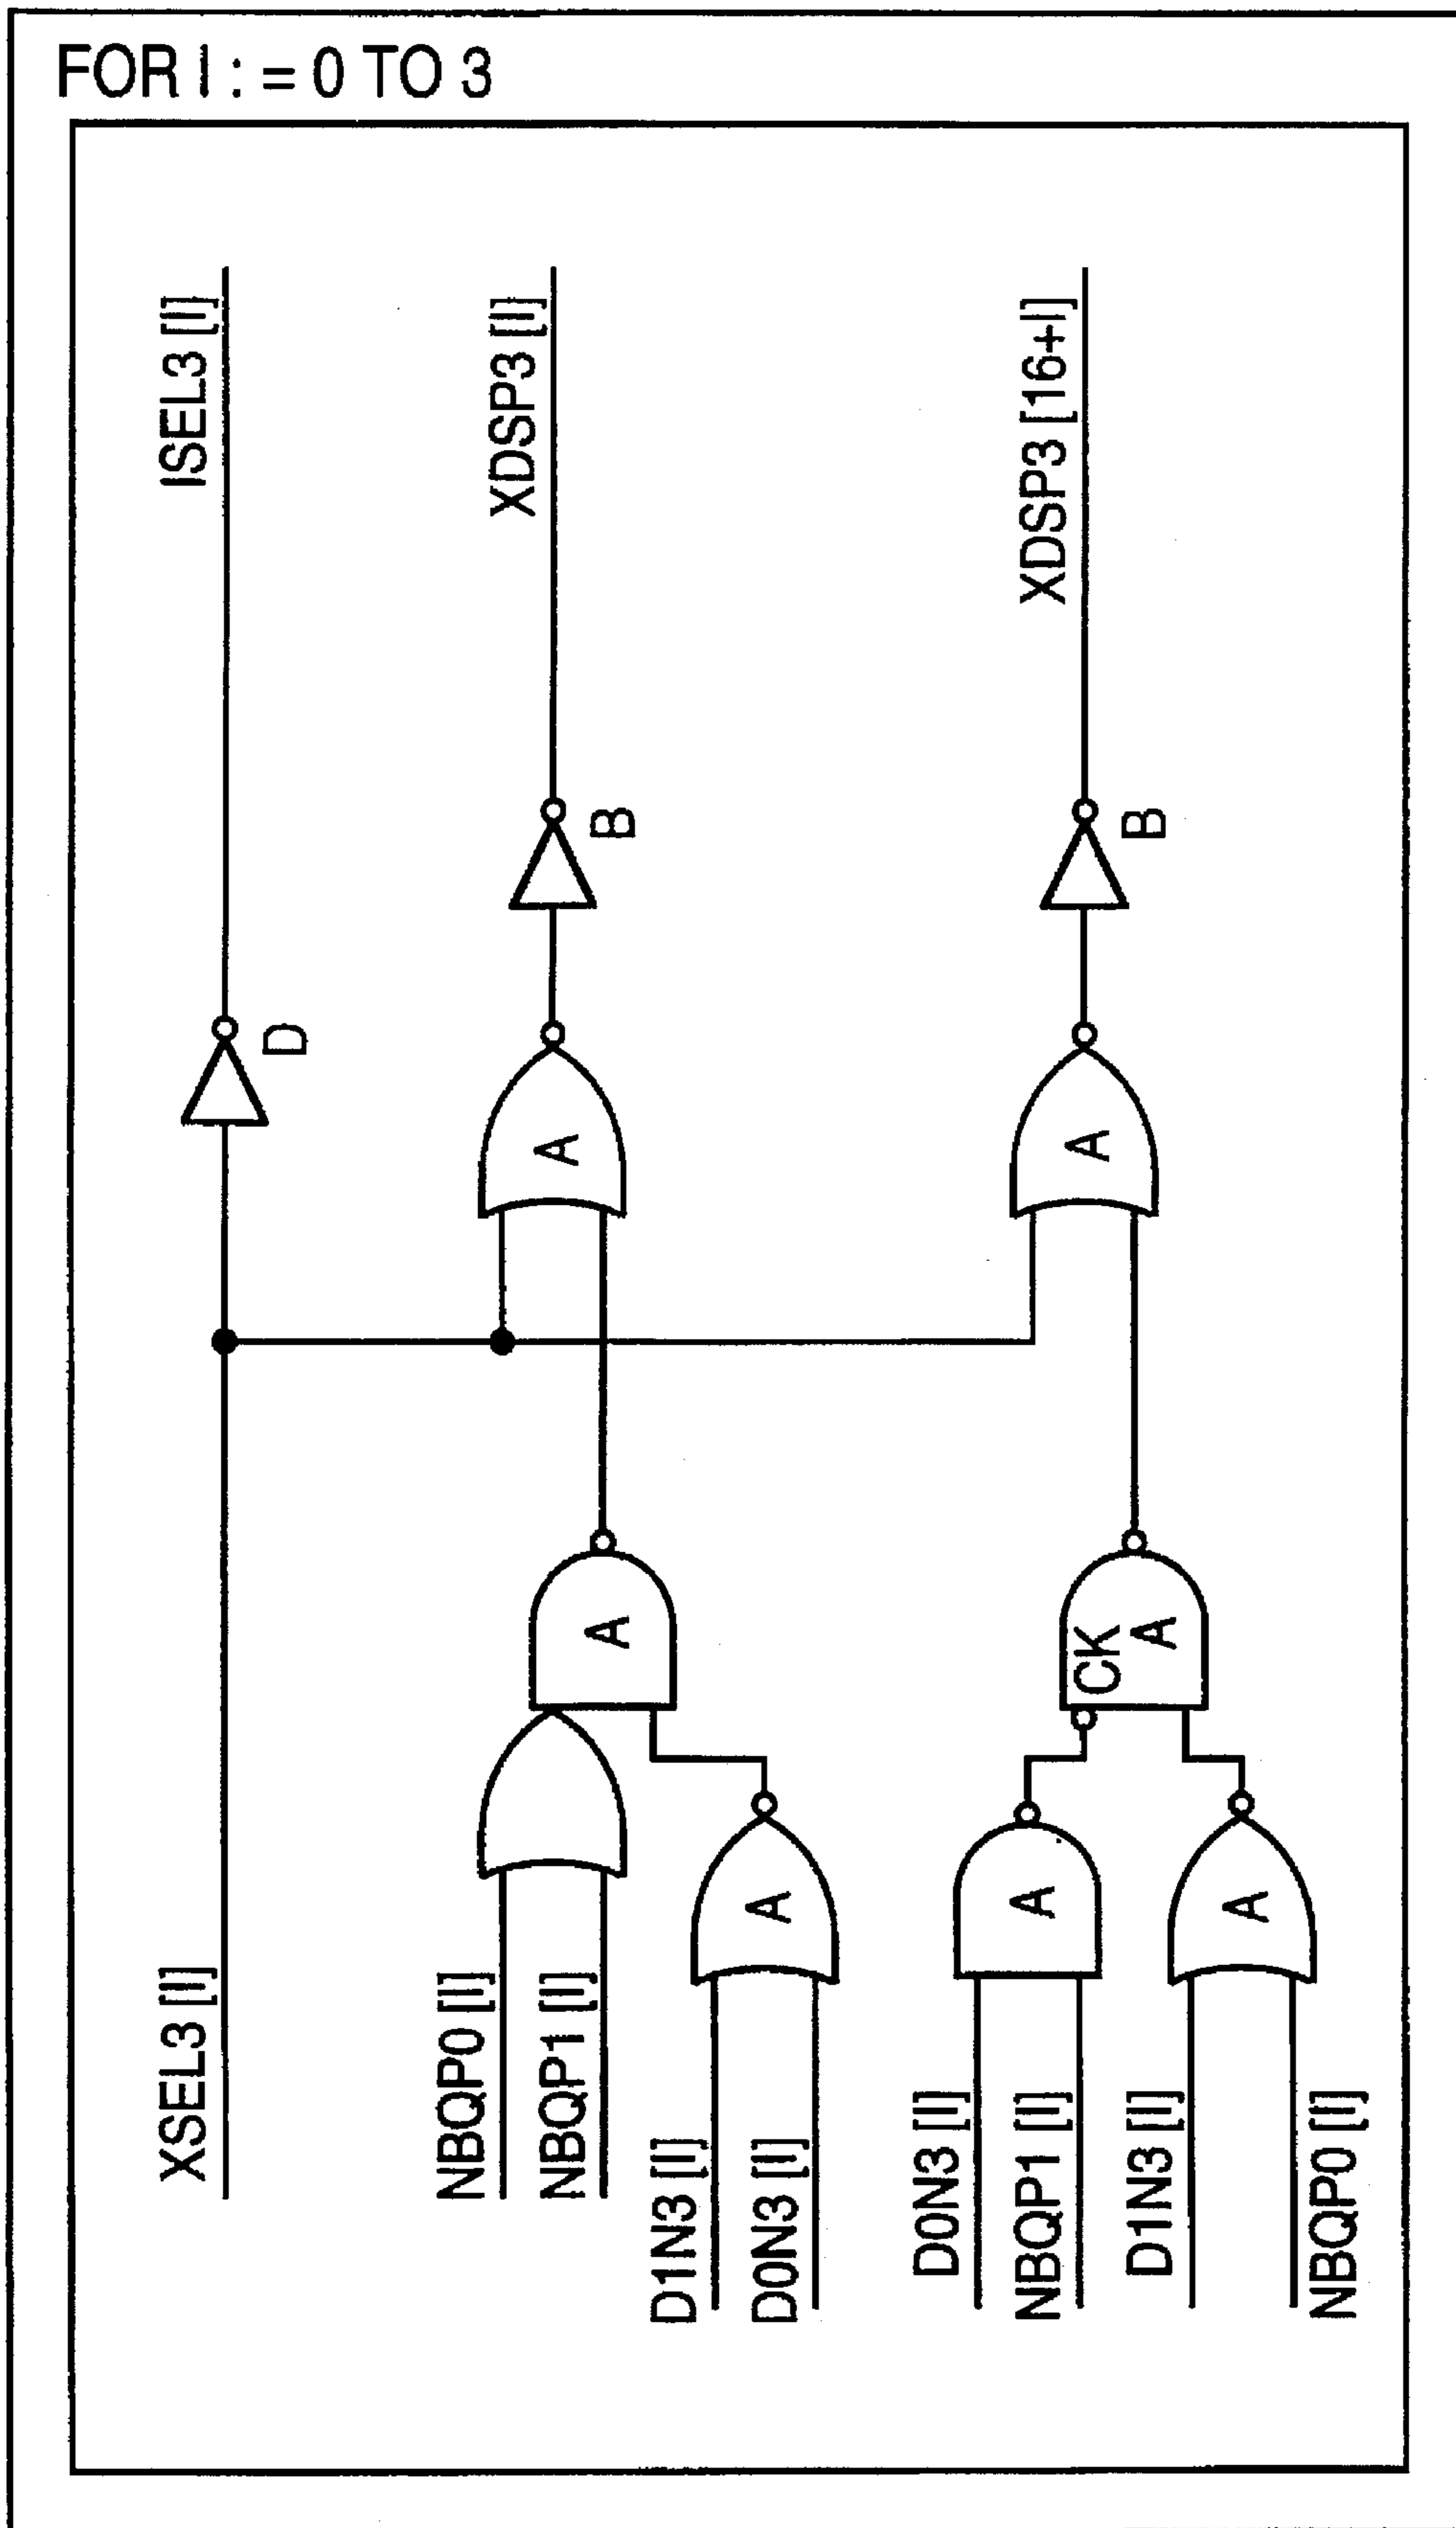 FOR I : = 0 TO 3
XSEL3 [I]
D
ISEL3 [I]
NBQP0 [I]
NBQP1 [I]
D1N3 [I]
D0N3 [I]
A
A
A
B
XDSP3 [I]
D0N3 [I]
NBQP1 [I]
D1N3 [I]
NBQP0 [I]
A
A
CK
A
A
B
XDSP3 [16+I]